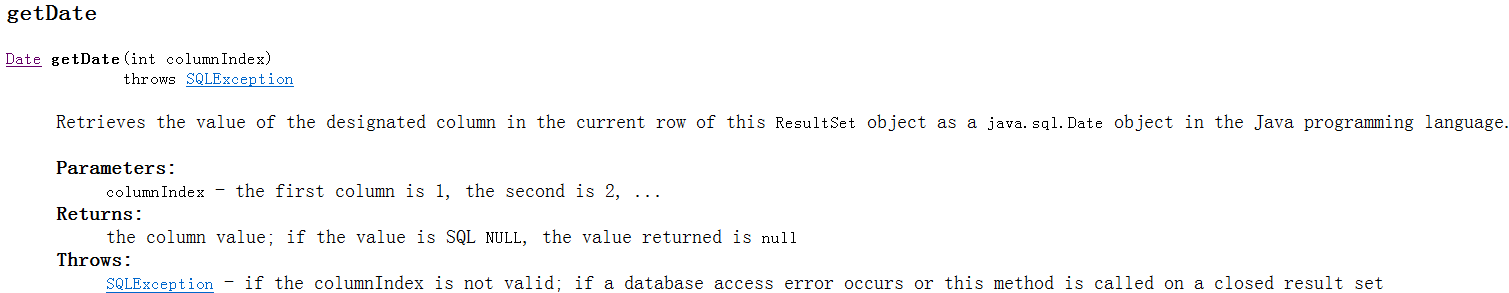 getDate
Date getDate(int columnIndex)
throws SQLException
Retrieves the value of the designated column in the current row of this ResultSet object as a java.sql.Date object in the Java programming language.
Parameters:
columnIndex - the first column is 1, the second is 2, ...
Returns:
the column value; if the value is SQL NULL, the value returned is null
Throws:
SQLException - if the columnIndex is not valid; if a database access error occurs or this method is called on a closed result set